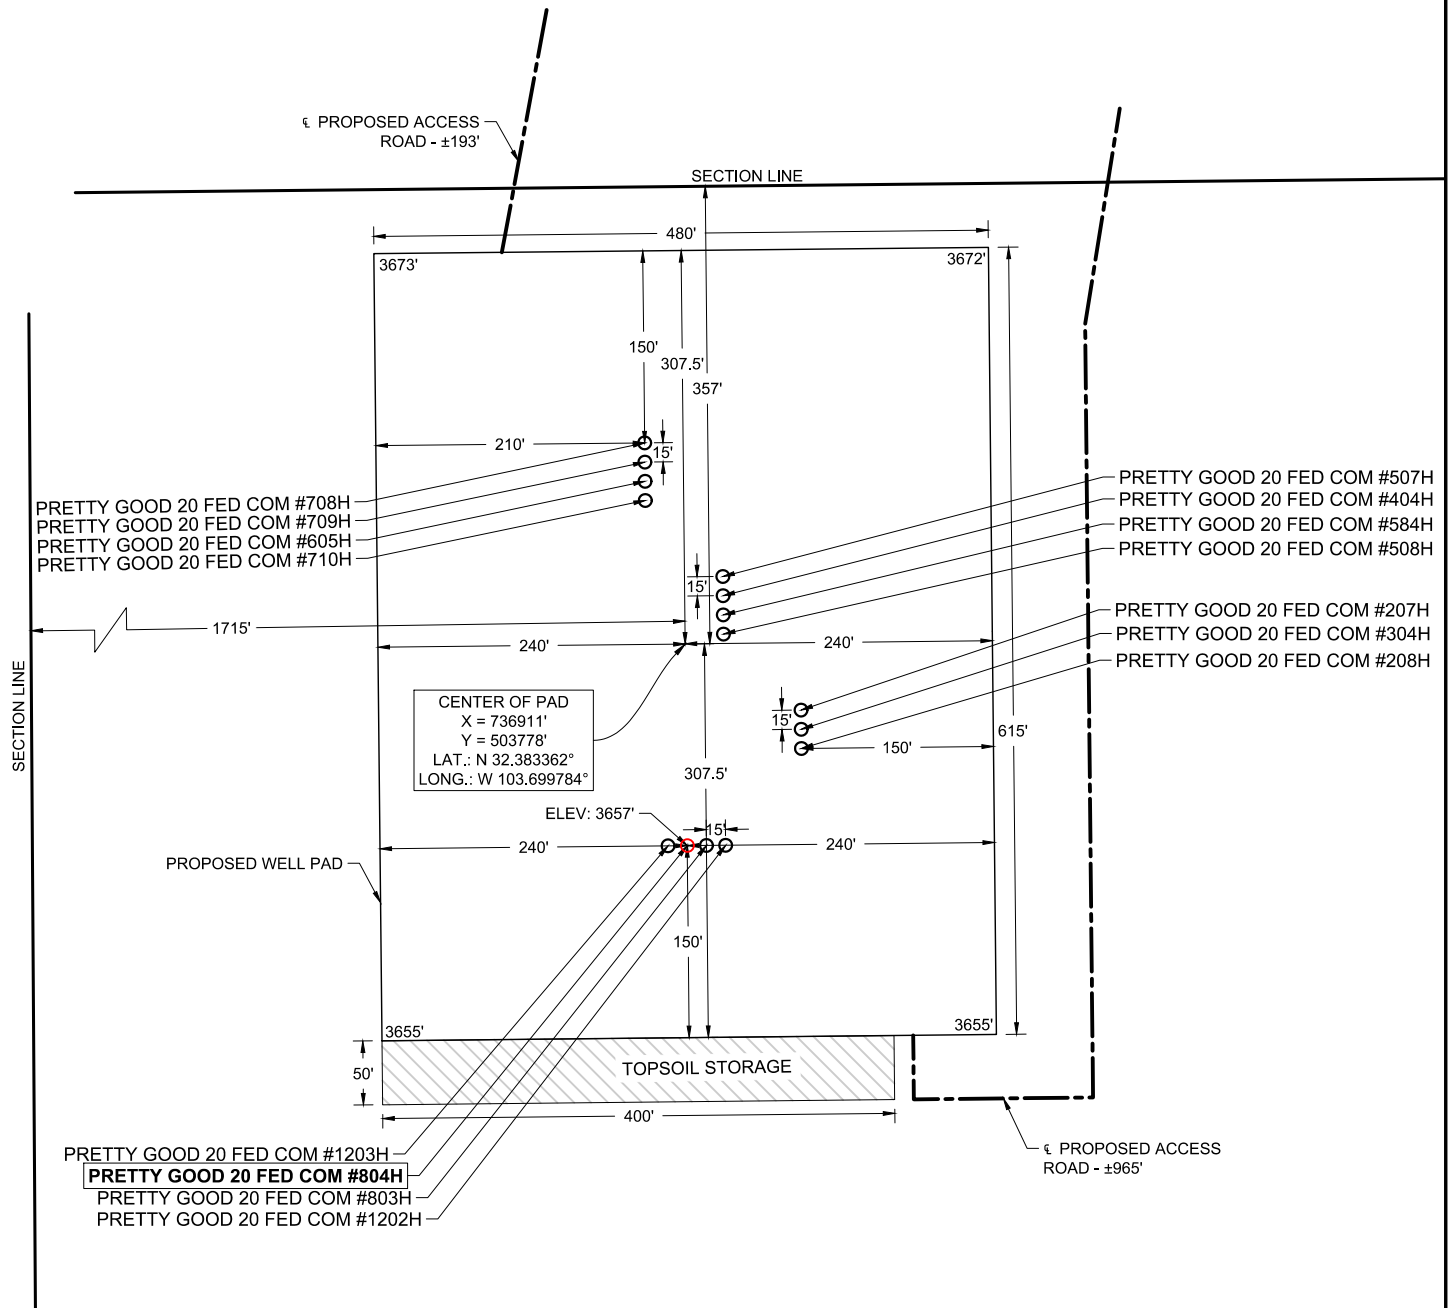 ℄ PROPOSED ACCESS
ROAD - ±193'
SECTION LINE
480'
3673'
3672'
150'
307.5'
357'
210'
15'
PRETTY GOOD 20 FED COM #708H
PRETTY GOOD 20 FED COM #709H
PRETTY GOOD 20 FED COM #605H
PRETTY GOOD 20 FED COM #710H
PRETTY GOOD 20 FED COM #507H
PRETTY GOOD 20 FED COM #404H
PRETTY GOOD 20 FED COM #584H
PRETTY GOOD 20 FED COM #508H
15'
1715'
240'
240'
PRETTY GOOD 20 FED COM #207H
PRETTY GOOD 20 FED COM #304H
PRETTY GOOD 20 FED COM #208H
SECTION LINE
CENTER OF PAD
X = 736911'
Y = 503778'
LAT.: N 32.383362°
LONG.: W 103.699784°
15'
150'
615'
307.5'
ELEV: 3657'
15'
240'
240'
PROPOSED WELL PAD
150'
3655'
3655'
50'
TOPSOIL STORAGE
400'
PRETTY GOOD 20 FED COM #1203H
PRETTY GOOD 20 FED COM #804H
PRETTY GOOD 20 FED COM #803H
PRETTY GOOD 20 FED COM #1202H
℄ PROPOSED ACCESS
ROAD - ±965'